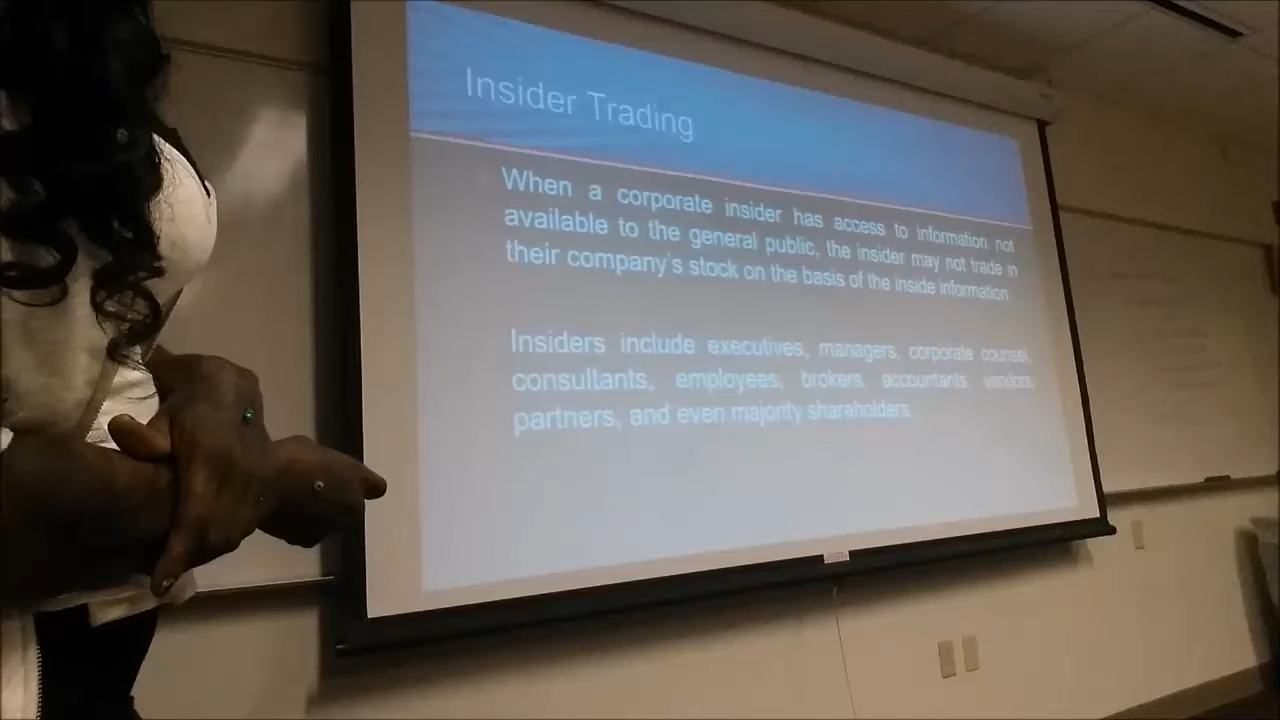 Insider Trading
When a corporate insider has access to information not
available to the general public, the insider may not trade in
their company's stock on the basis of the inside information.
Insiders include executives, managers, corporate counsel,
consultants, employees, brokers, accountants, vendors,
partners, and even majority shareholders.